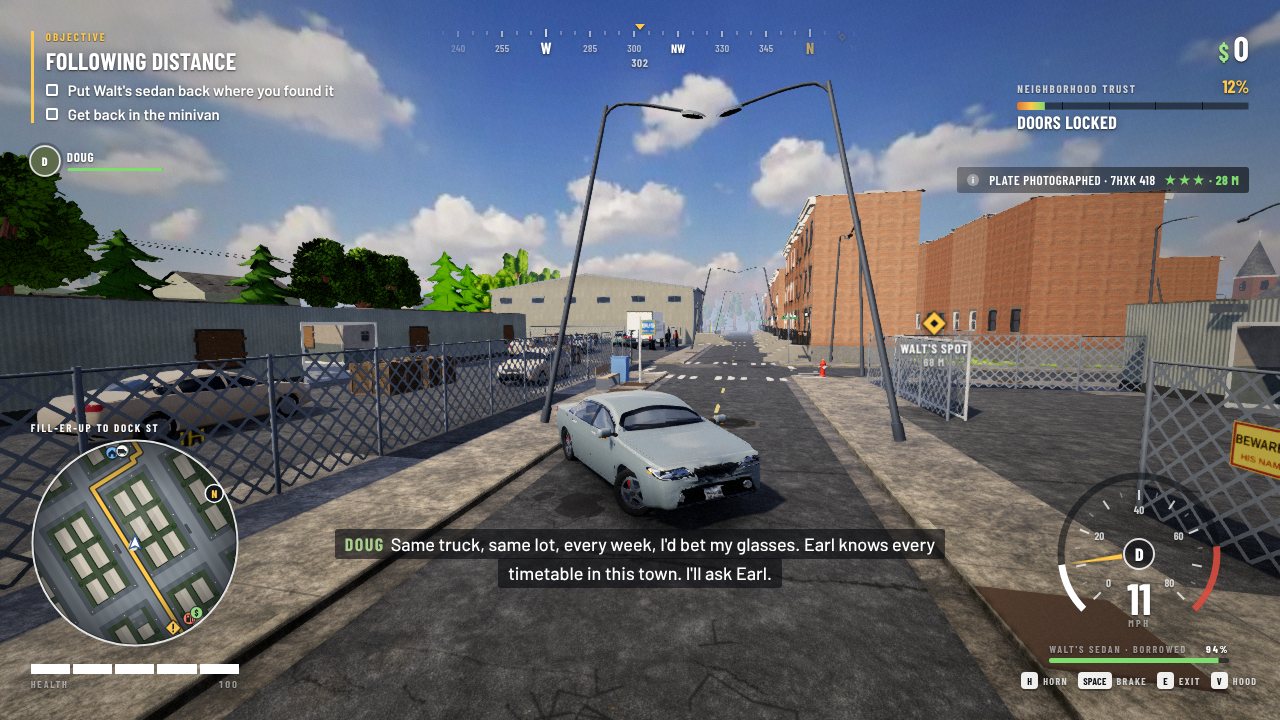 OBJECTIVE
FOLLOWING DISTANCE
Put Walt's sedan back where you found it
Get back in the minivan
D
DOUG
240 255 W 285 300 NW 330 345 N
302
$ 0
NEIGHBORHOOD TRUST 12%
DOORS LOCKED
PLATE PHOTOGRAPHED · 7HXK 418 ★★★ · 28 M
WALT'S SPOT
88 M
BEWARE
HIS NAM
FILL-ER-UP TO DOCK ST
N
$
!
DOUG Same truck, same lot, every week, I'd bet my glasses. Earl knows every
timetable in this town. I'll ask Earl.
0 20 40 60 80
D
11
MPH
WALT'S SEDAN · BORROWED 94%
H HORN SPACE BRAKE E EXIT V HOOD
HEALTH 100